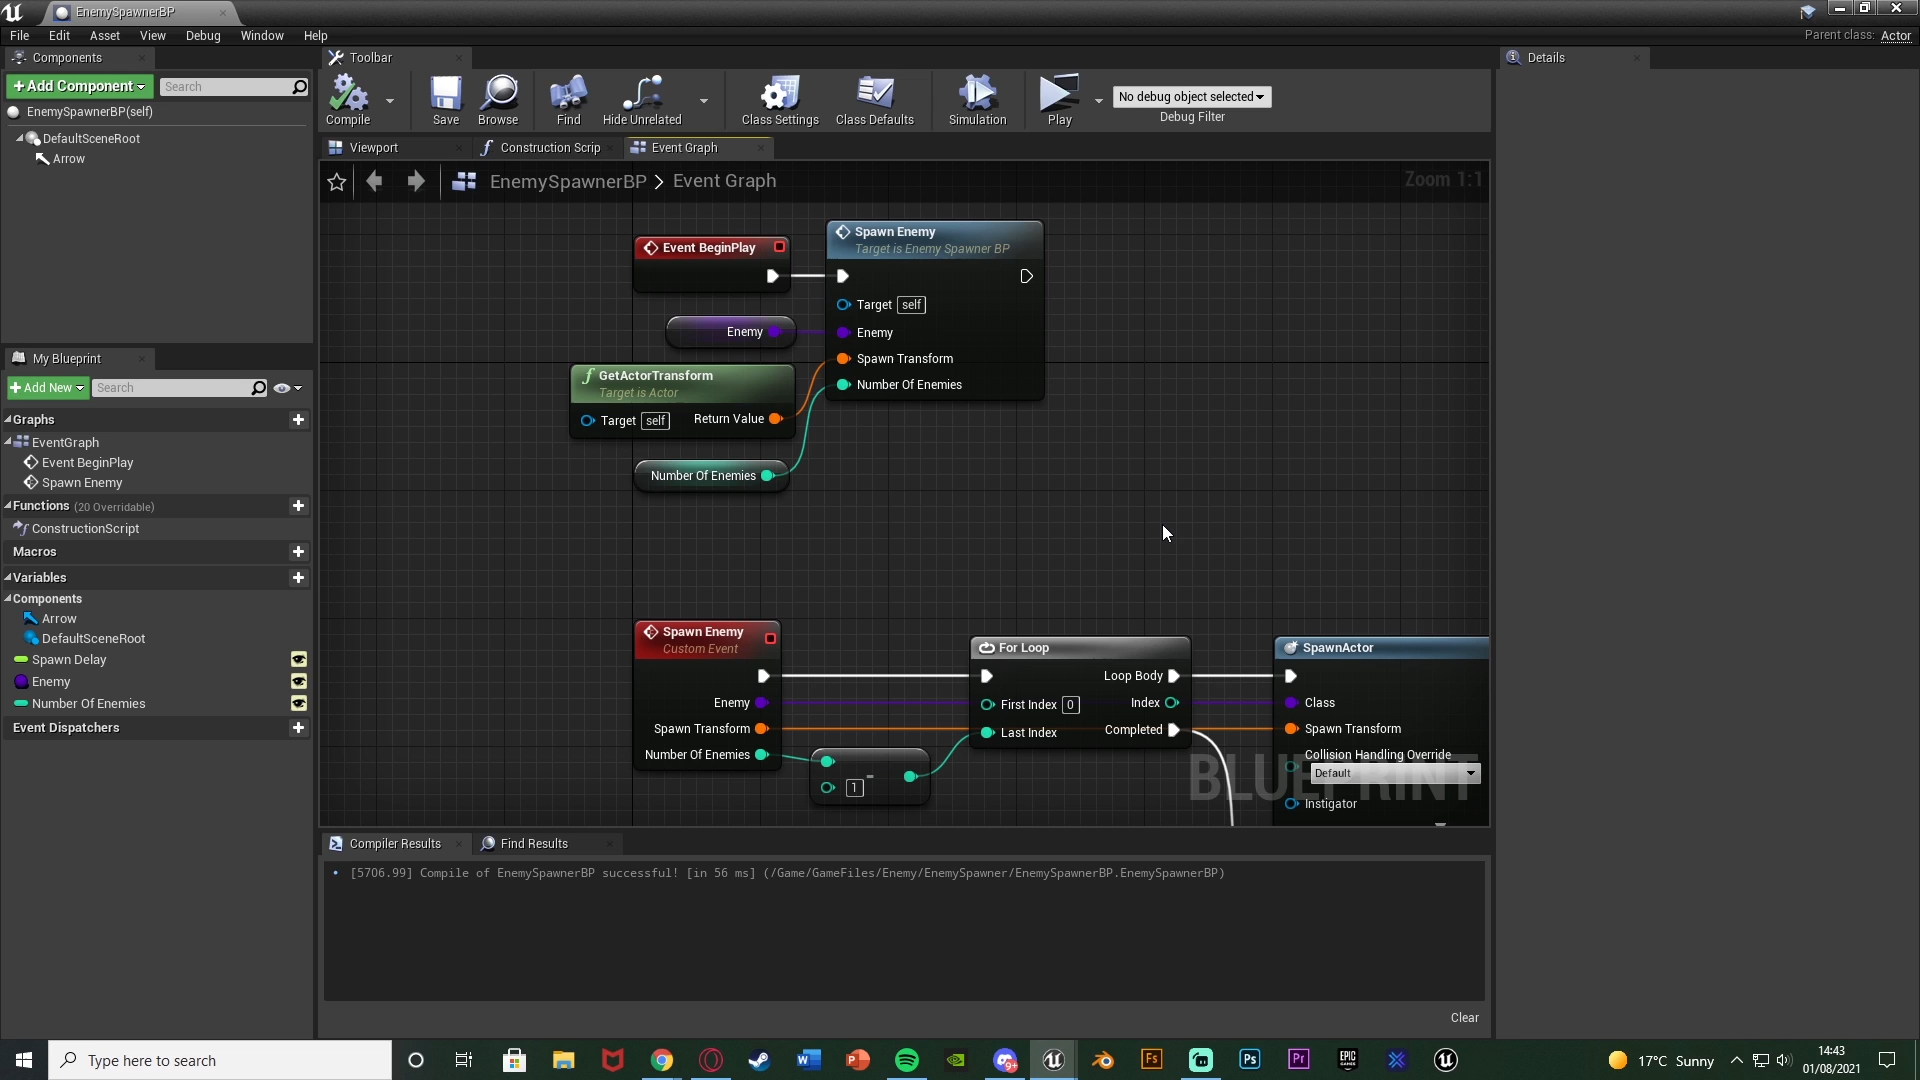 EnemySpawnerBP
File Edit Asset View Debug Window Help
Parent class: Actor
Components
+Add Component
Search
EnemySpawnerBP(self)
DefaultSceneRoot
Arrow
My Blueprint
+Add New
Search
Graphs
EventGraph
Event BeginPlay
Spawn Enemy
Functions (20 Overridable)
ConstructionScript
Macros
Variables
Components
Arrow
DefaultSceneRoot
Spawn Delay
Enemy
Number Of Enemies
Event Dispatchers
Toolbar
Compile
Save
Browse
Find
Hide Unrelated
Class Settings
Class Defaults
Simulation
Play
No debug object selected
Debug Filter
Viewport
Construction Scrip
Event Graph
EnemySpawnerBP > Event Graph
Zoom 1:1
Event BeginPlay
Spawn Enemy
Target is Enemy Spawner BP
Target self
Enemy
Enemy
Spawn Transform
Number Of Enemies
GetActorTransform
Target is Actor
Target self
Return Value
Number Of Enemies
Spawn Enemy
Custom Event
Enemy
Spawn Transform
Number Of Enemies
-
1
For Loop
Loop Body
First Index 0
Index
Last Index
Completed
SpawnActor
Class
Spawn Transform
Collision Handling Override
Default
Instigator
BLUEPRINT
Compiler Results
Find Results
[5706.99] Compile of EnemySpawnerBP successful! [in 56 ms] (/Game/GameFiles/Enemy/EnemySpawner/EnemySpawnerBP.EnemySpawnerBP)
Clear
Details
Type here to search
Fs
Ps
Pr
EPIC GAMES
17°C Sunny
14:43
01/08/2021